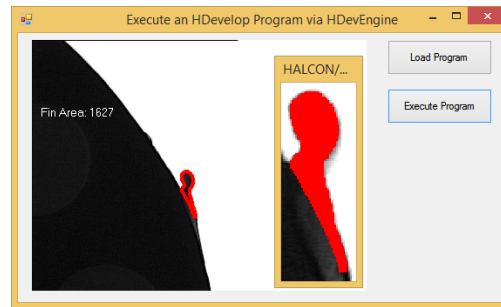 Execute an HDevelop Program via HDevEngine
Load Program
Execute Program
HALCON/...
Fin Area: 1627